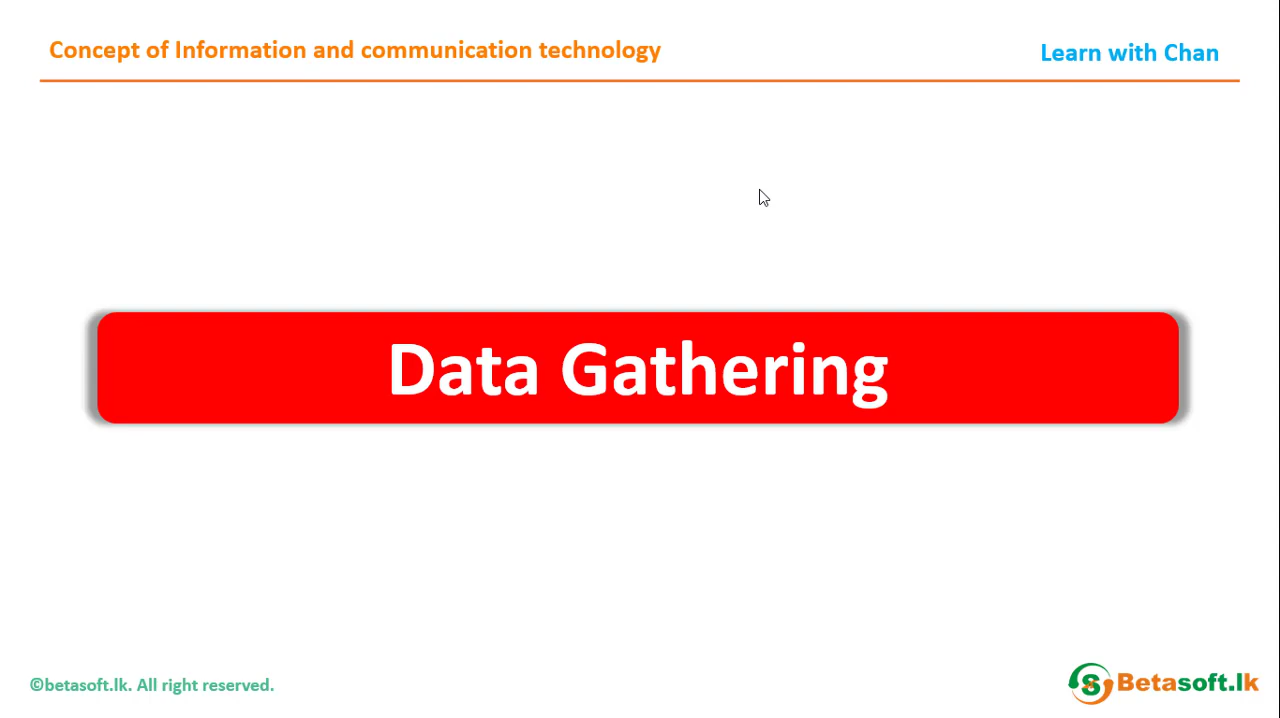 Concept of Information and communication technology
Learn with Chan
Data Gathering
©betasoft.lk. All right reserved.
Betasoft.lk